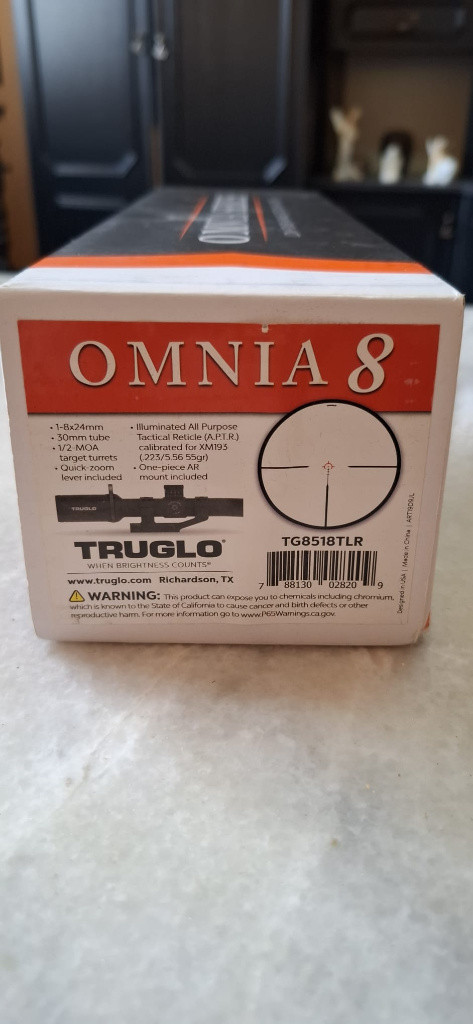 OMNIA 8
• 1-8x24mm
• 30mm tube
• 1/2-MOA
target turrets
• Quick-zoom
lever included
• Illuminated All Purpose
Tactical Reticle (A.P.T.R.)
calibrated for XM193
(.223/5.56 55gr)
• One-piece AR
mount included
TRUGLO
TRUGLO®
WHEN BRIGHTNESS COUNTS®
www.truglo.com Richardson, TX
TG8518TLR
7 88130 02820 9
Designed in USA | Made in China |
WARNING: This product can expose you to chemicals including chromium,
which is known to the State of California to cause cancer and birth defects or other
reproductive harm. For more information go to www.P65Warnings.ca.gov.